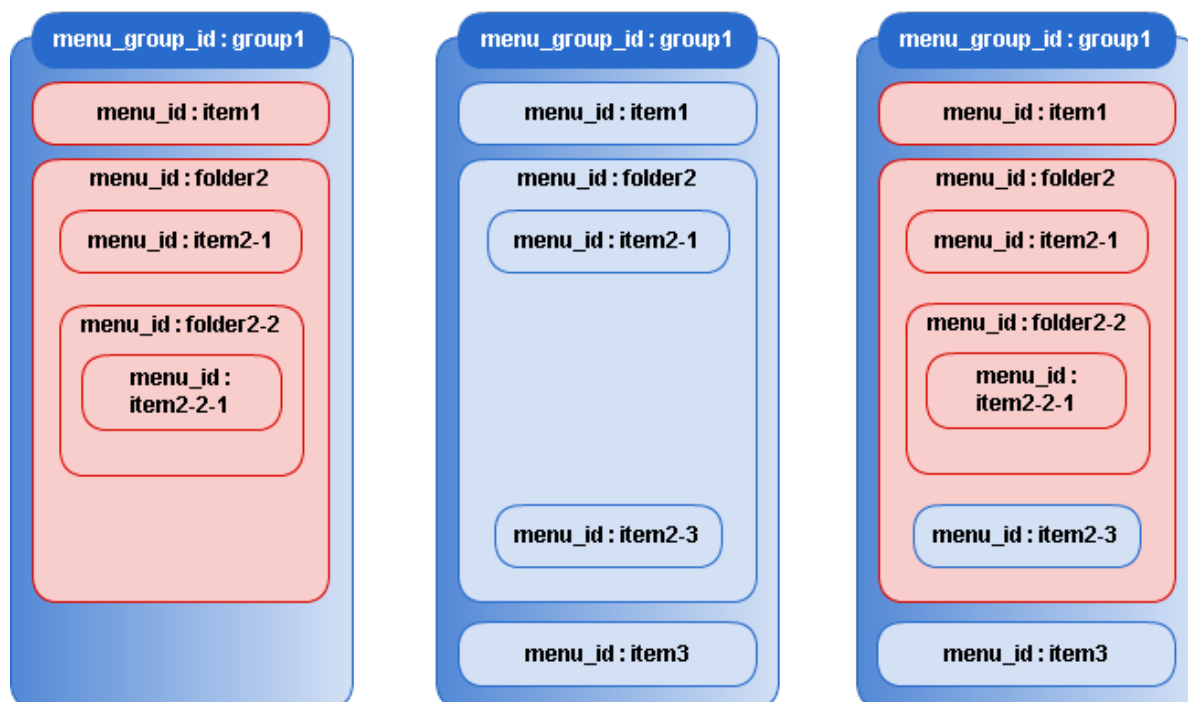 menu_group_id : group1
menu_id : item1
menu_id : folder2
menu_id : item2-1
menu_id : folder2-2
menu_id :
item2-2-1
menu_group_id : group1
menu_id : item1
menu_id : folder2
menu_id : item2-1
menu_id : item2-3
menu_id : item3
menu_group_id : group1
menu_id : item1
menu_id : folder2
menu_id : item2-1
menu_id : folder2-2
menu_id :
item2-2-1
menu_id : item2-3
menu_id : item3